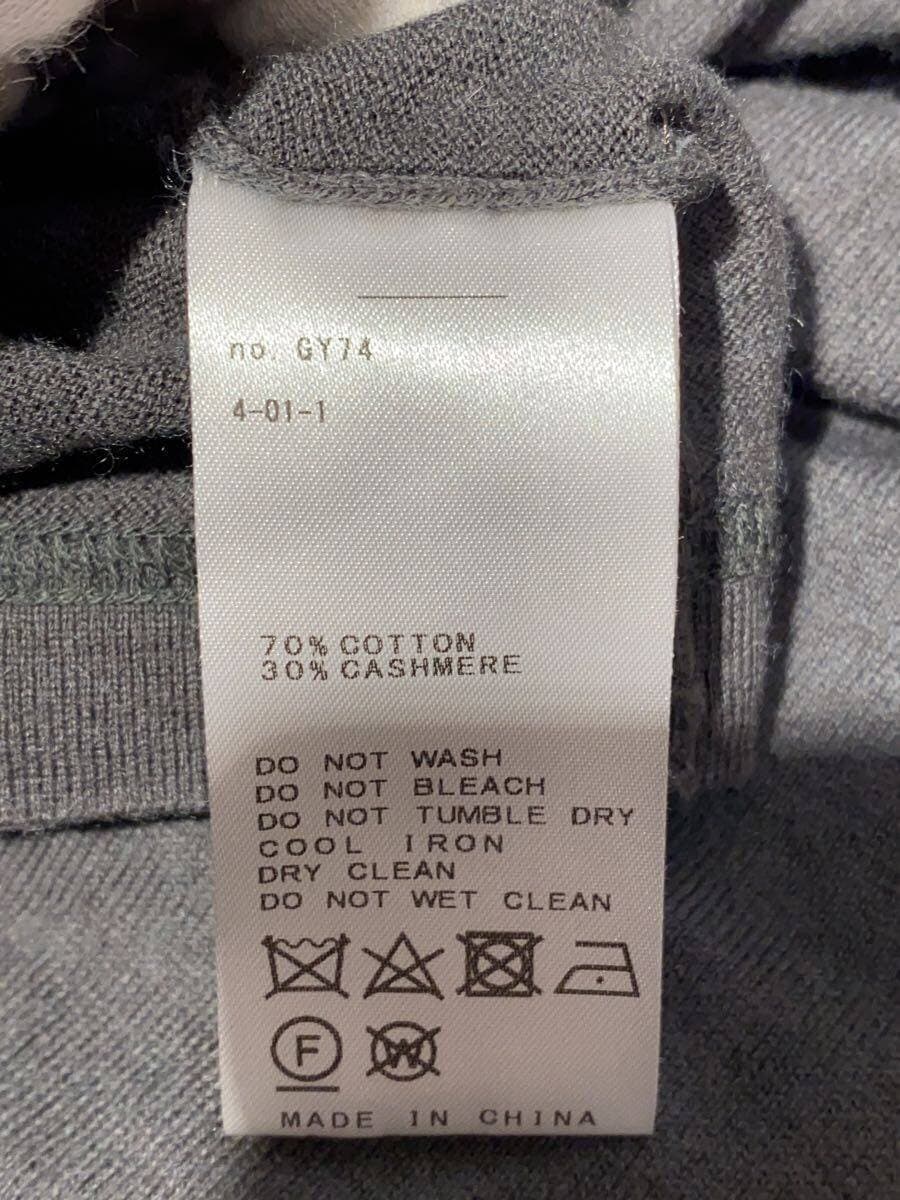 no. GY74
4-01-1
70% COTTON
30% CASHMERE
DO NOT WASH
DO NOT BLEACH
DO NOT TUMBLE DRY
COOL IRON
DRY CLEAN
DO NOT WET CLEAN
F W
MADE IN CHINA